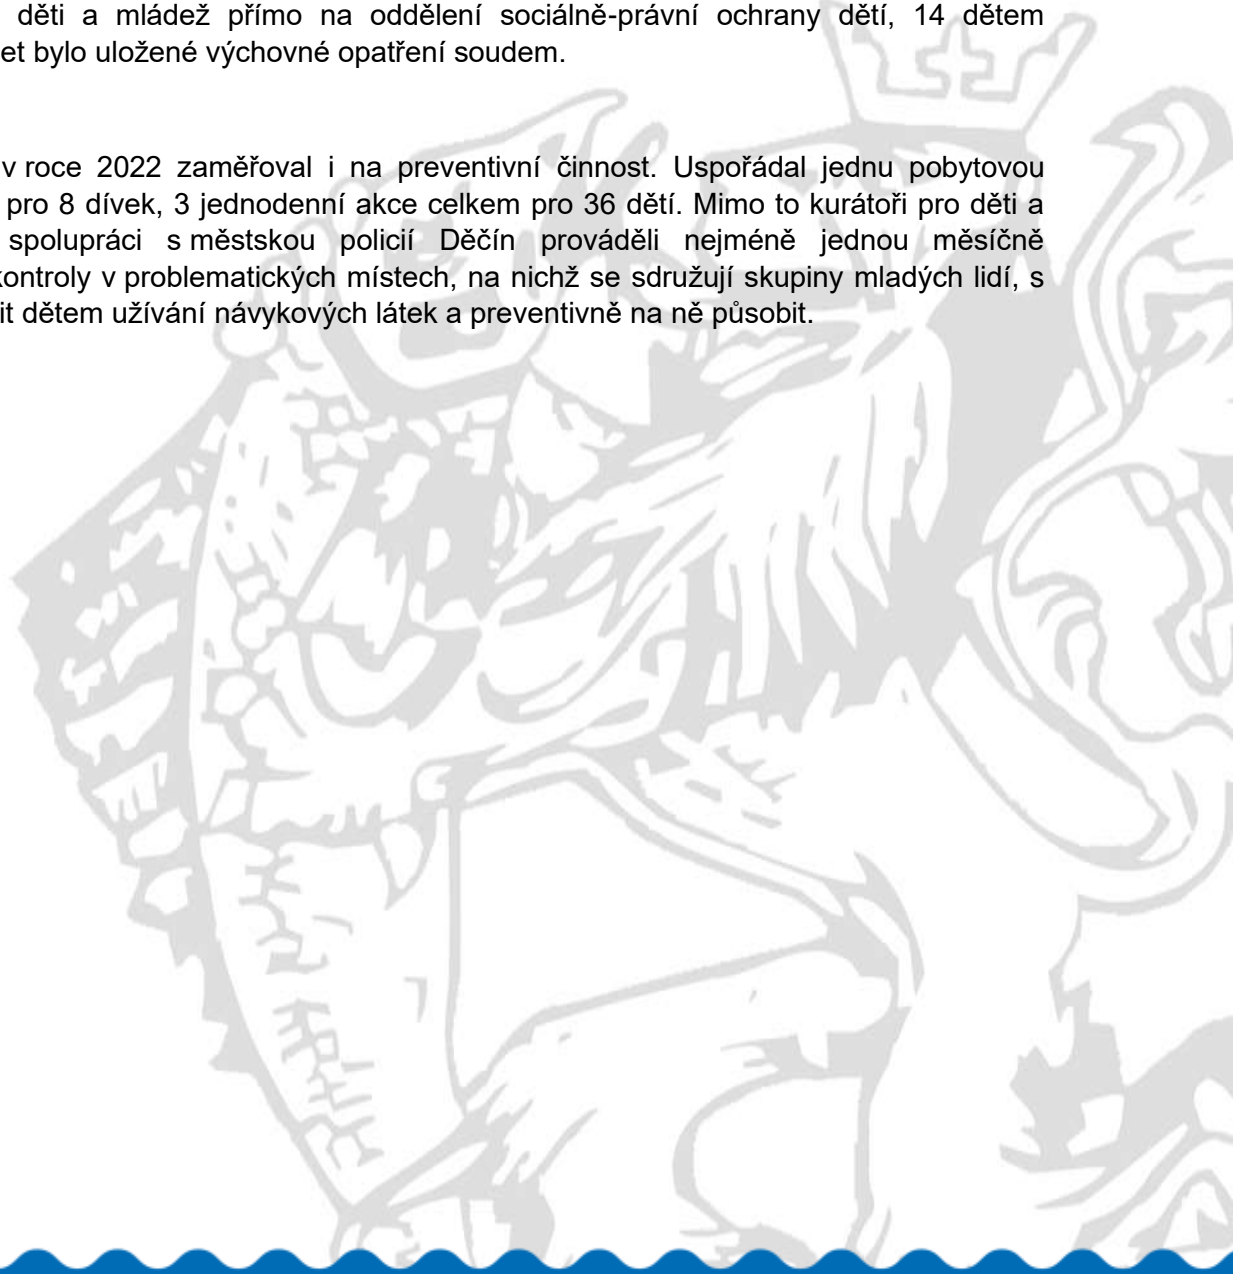 děti a mládež přímo na oddělení sociálně-právní ochrany dětí, 14 dětem
et bylo uložené výchovné opatření soudem.
v roce 2022 zaměřoval i na preventivní činnost. Uspořádal jednu pobytovou
pro 8 dívek, 3 jednodenní akce celkem pro 36 dětí. Mimo to kurátoři pro děti a
spolupráci s městskou policií Děčín prováděli nejméně jednou měsíčně
kontroly v problematických místech, na nichž se sdružují skupiny mladých lidí, s
it dětem užívání návykových látek a preventivně na ně působit.